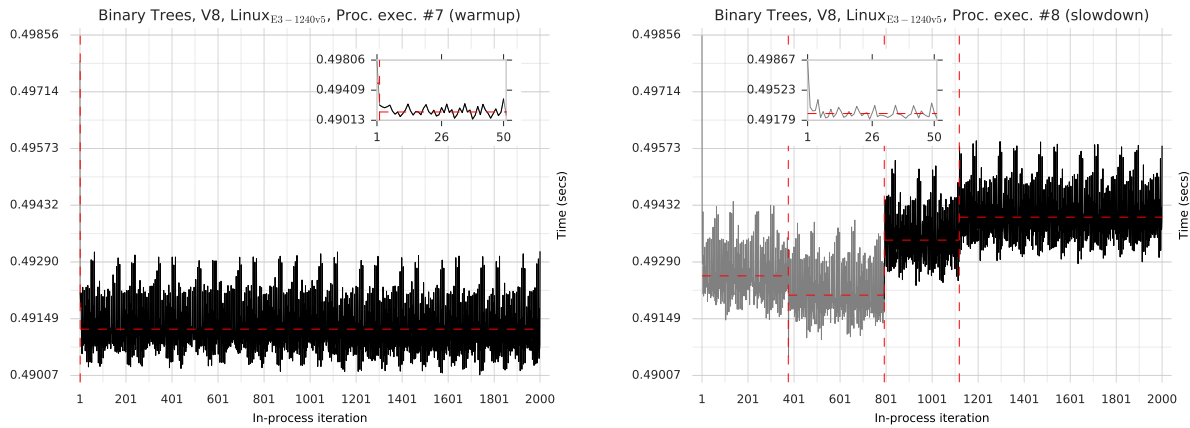 Binary Trees, V8, Linux_E3−1240v5, Proc. exec. #7 (warmup)
0.49856
0.49714
0.49573
0.49432
0.49290
0.49149
0.49007
0.49806
0.49409
0.49013
1 26 50
1 201 401 601 801 1001 1201 1401 1601 1801 2000
In-process iteration
Time (secs)
Binary Trees, V8, Linux_E3−1240v5, Proc. exec. #8 (slowdown)
0.49856
0.49714
0.49573
0.49432
0.49290
0.49149
0.49007
0.49867
0.49523
0.49179
1 26 50
1 201 401 601 801 1001 1201 1401 1601 1801 2000
In-process iteration
Time (secs)